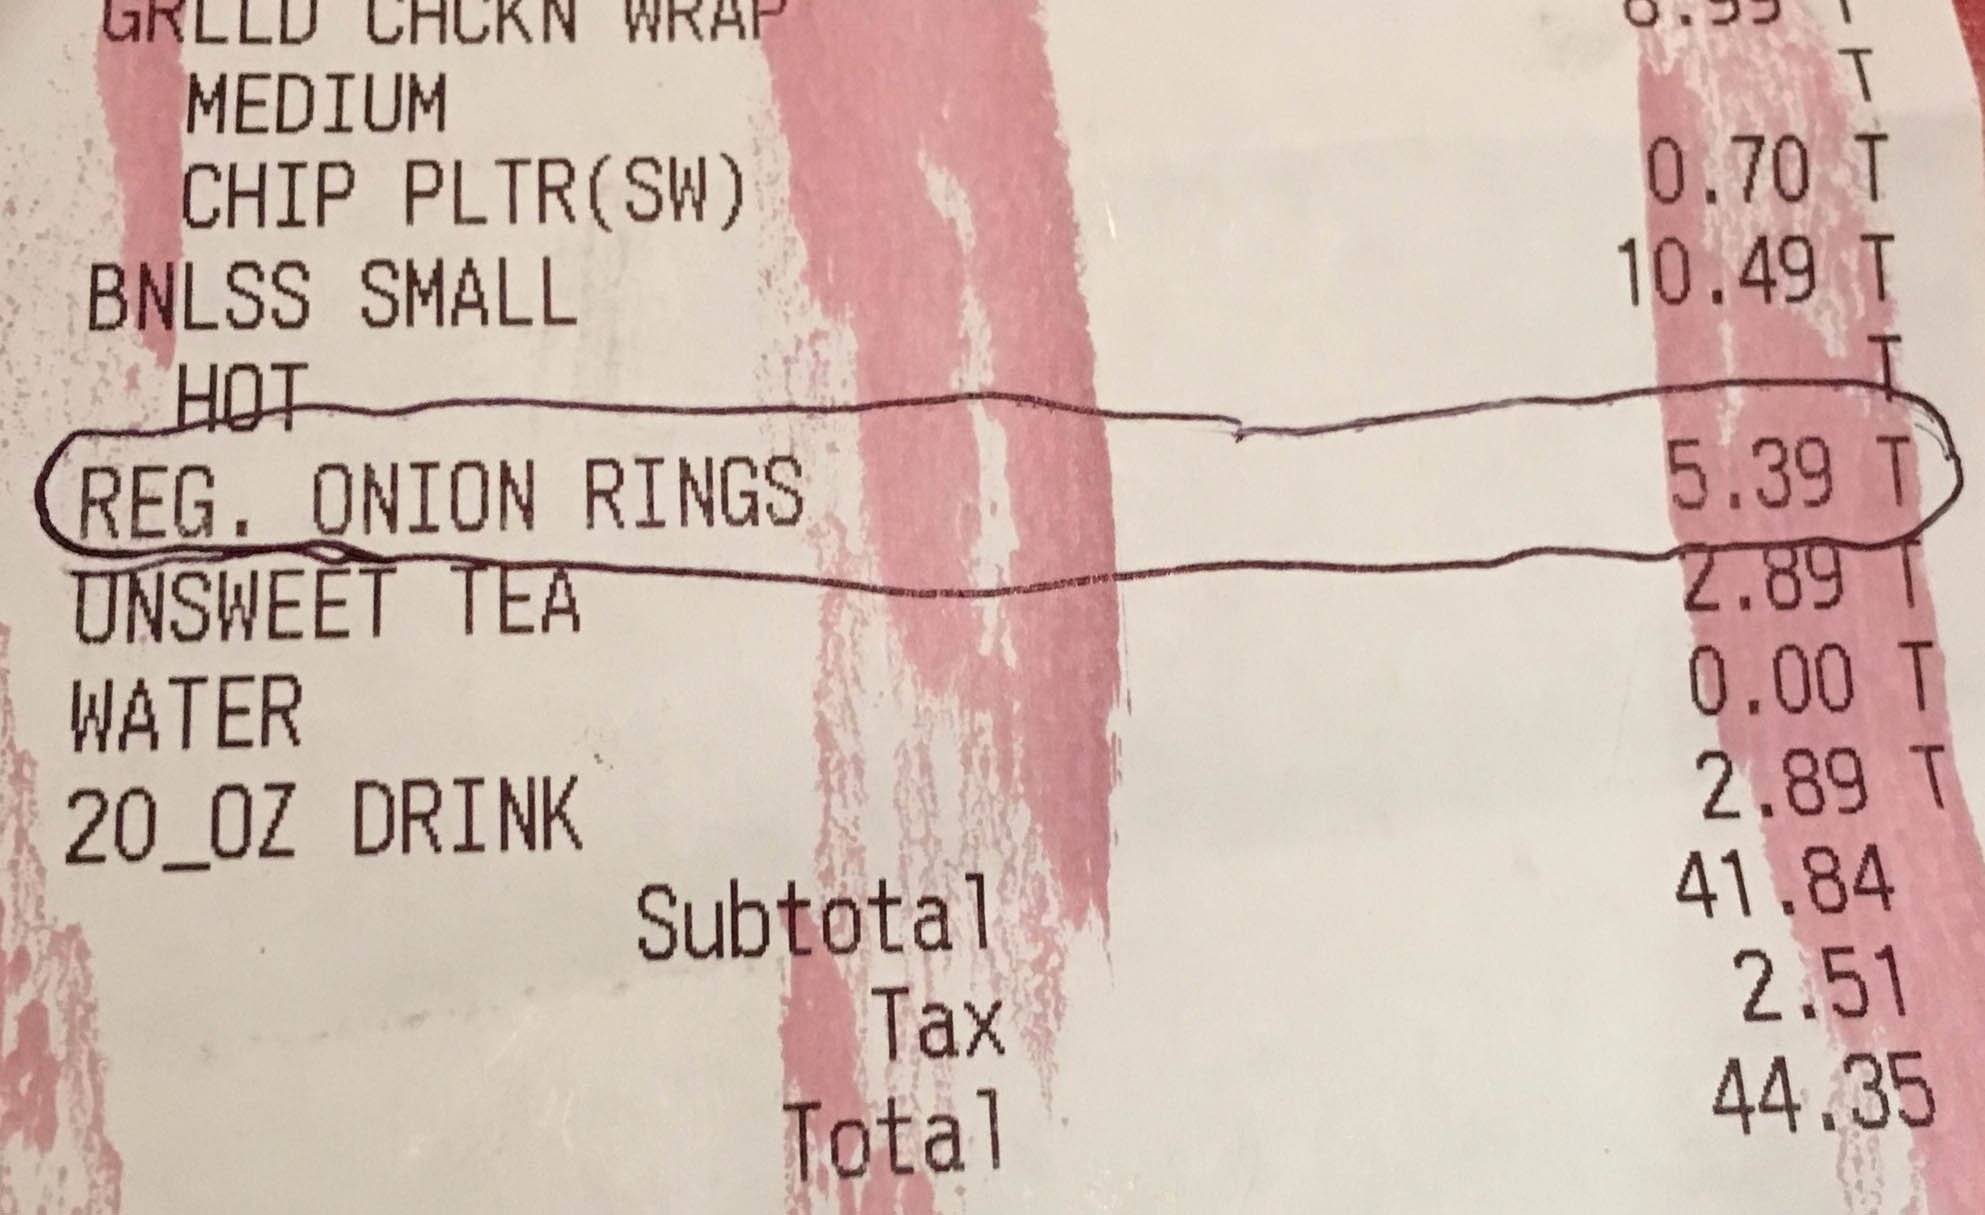 GRLLD CHCKN WRAP 8.99 T
MEDIUM T
CHIP PLTR(SW) 0.70 T
BNLSS SMALL 10.49 T
HOT T
REG. ONION RINGS 5.39 T
UNSWEET TEA 2.89 T
WATER 0.00 T
20_OZ DRINK 2.89 T
Subtotal 41.84
Tax 2.51
Total 44.35